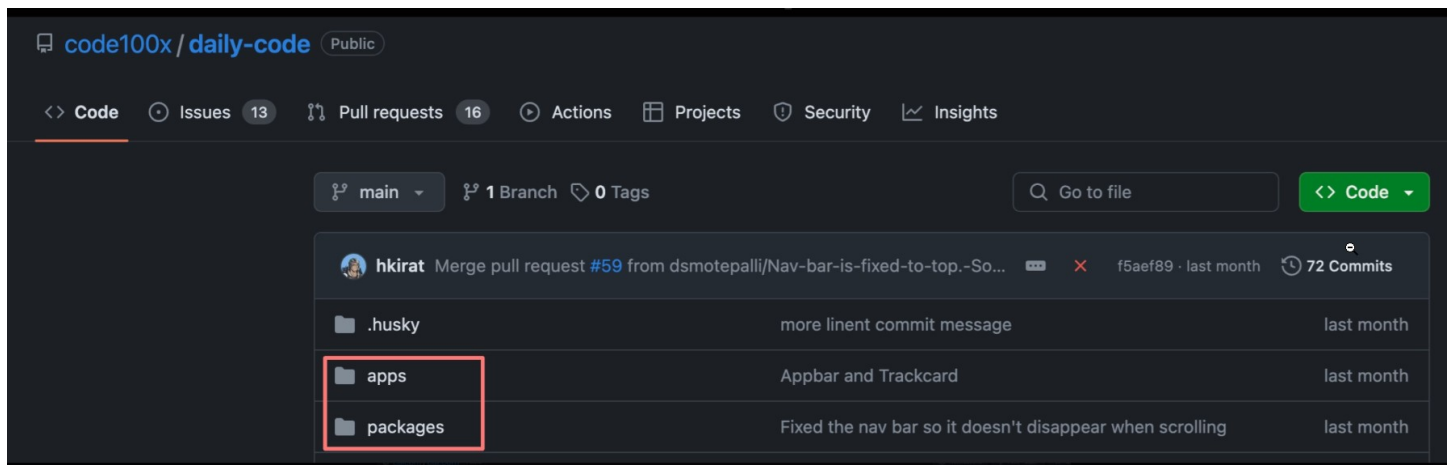 code100x / daily-code Public
Code Issues 13 Pull requests 16 Actions Projects Security Insights
main 1 Branch 0 Tags Go to file Code
hkirat Merge pull request #59 from dsmotepalli/Nav-bar-is-fixed-to-top.-So... f5aef89 · last month 72 Commits
.husky more linent commit message last month
apps Appbar and Trackcard last month
packages Fixed the nav bar so it doesn't disappear when scrolling last month